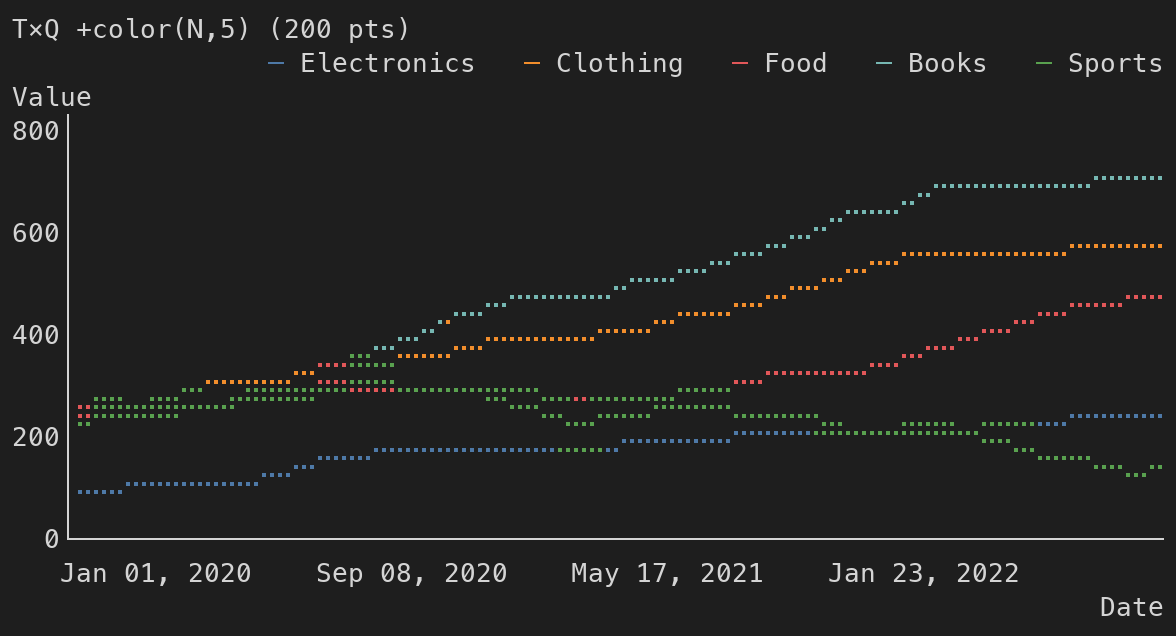 T×Q +color(N,5) (200 pts)
— Electronics — Clothing — Food — Books — Sports
Value
800
600
400
200
0
Jan 01, 2020 Sep 08, 2020 May 17, 2021 Jan 23, 2022
Date